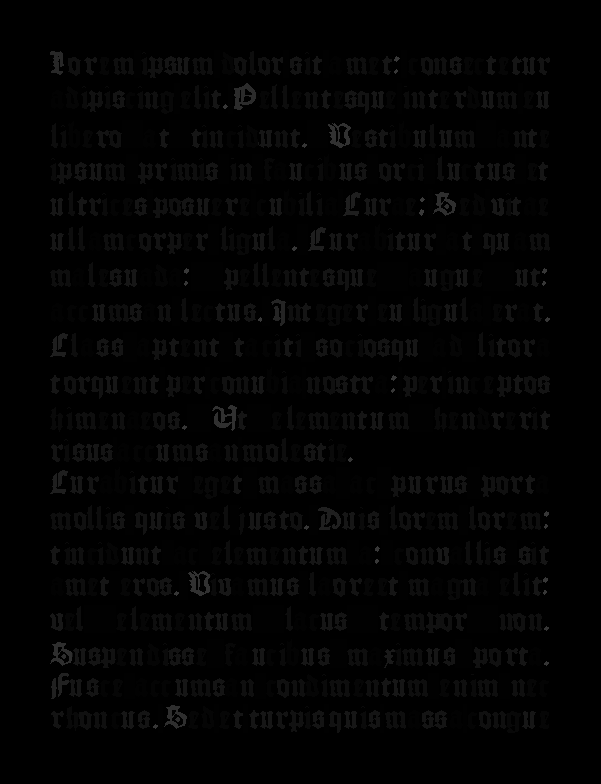 Lorem ipsum dolor sit amet: consectetur
adipiscing elit. Pellentesque interdum eu
libero at tincidunt. Vestibulum ante
ipsum primis in faucibus orci luctus et
ultrices posuere cubilia Curae: Sed vitae
ullamcorper ligula. Curabitur at quam
malesuada: pellentesque augue ut:
accumsan lectus. Integer eu ligula erat.
Class aptent taciti sociosqu ad litora
torquent per conubia nostra: per inceptos
himenaeos. Ut elementum hendrerit
risus accumsan molestie.
Curabitur eget massa ac purus porta
mollis quis vel justo. Duis lorem lorem:
tincidunt ac elementum a: convallis sit
amet eros. Vivamus laoreet magna elit:
vel elementum lacus tempor non.
Suspendisse faucibus maximus porta.
Fusce accumsan condimentum enim nec
rhoncus. Sed et turpis quis massa congue